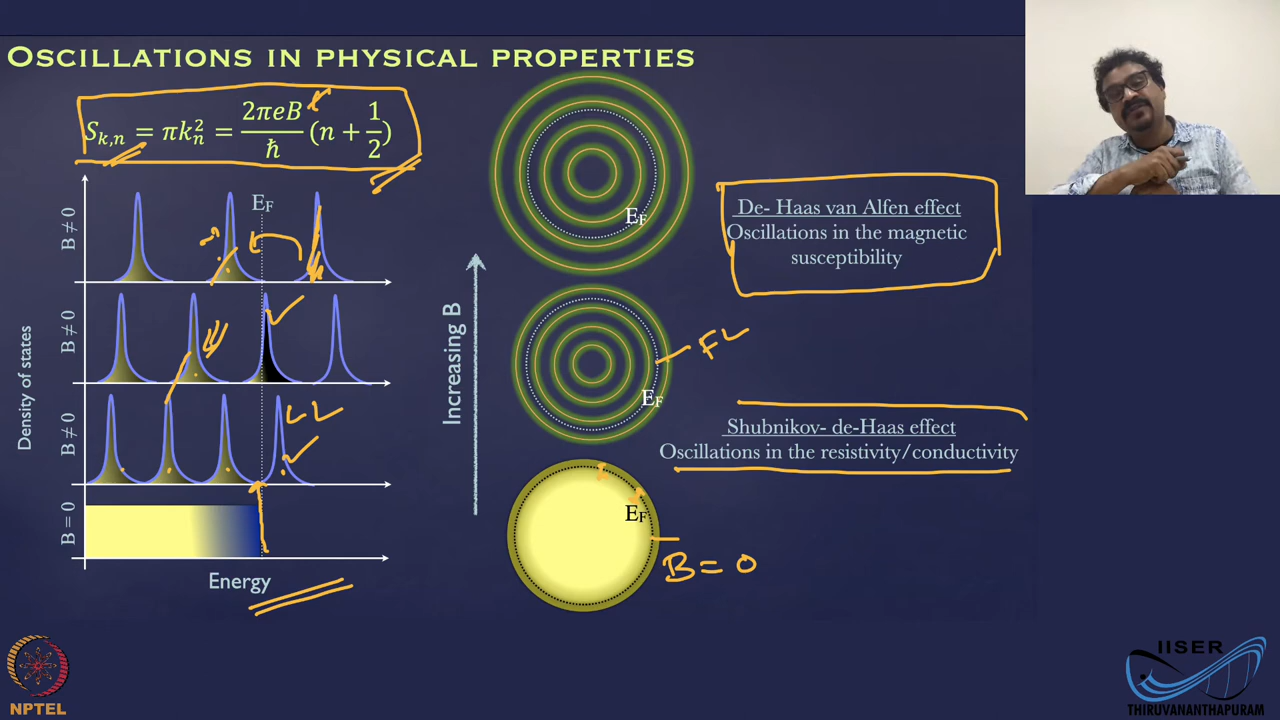 OSCILLATIONS IN PHYSICAL PROPERTIES
S_{k,n} = πk_n^2 = \frac{2πeB}{ℏ} (n + \frac{1}{2})
E_F
B ≠ 0
B ≠ 0
B ≠ 0
B = 0
Density of states
LL
Energy
Increasing B
E_F
E_F
FL
E_F
B = 0
De- Haas van Alfen effect
Oscillations in the magnetic
susceptibility
Shubnikov- de-Haas effect
Oscillations in the resistivity/conductivity
NPTEL
IISER
THIRUVANANTHAPURAM